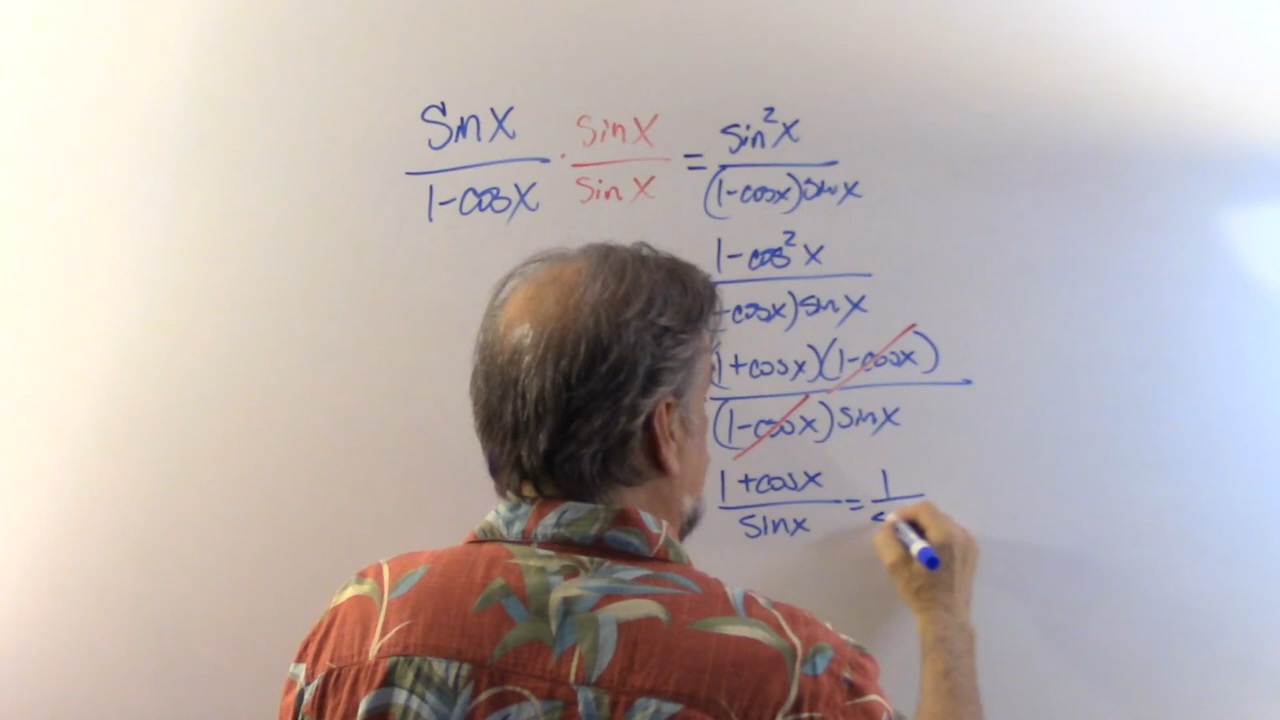 sinx/1-cosx · sinx/sinx = sin²x/(1-cosx)sinx
1-cos²x/-cosx)sinx
1+cosx)(1-cosx)/(1-cosx)sinx
1+cosx/sinx = 1/